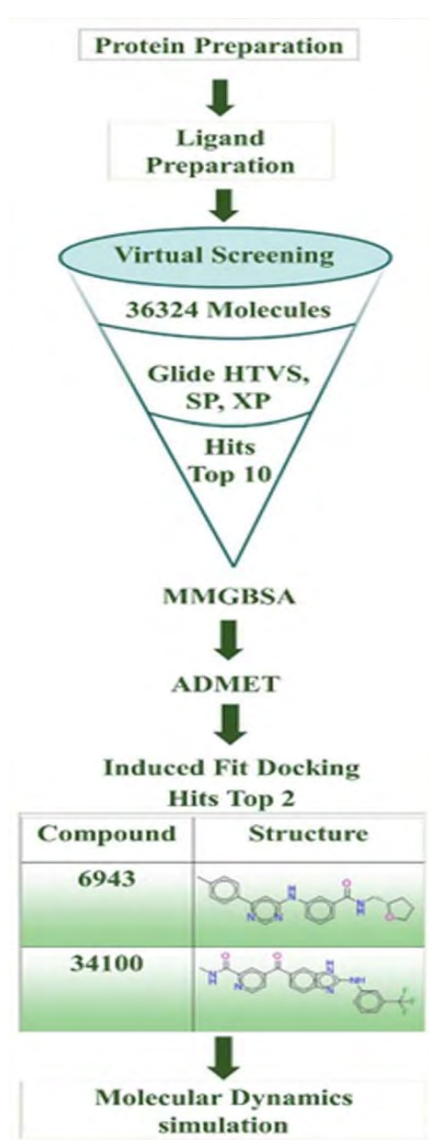 Protein Preparation
Ligand
Preparation
Virtual Screening
36324 Molecules
Glide HTVS,
SP, XP
Hits
Top 10
MMGBSA
ADMET
Induced Fit Docking
Hits Top 2
Compound Structure
6943
H
N
O
N
H
N
N
O
34100
O
O
H
N
N
H
N
N
NH
F
F
F
Molecular Dynamics
simulation